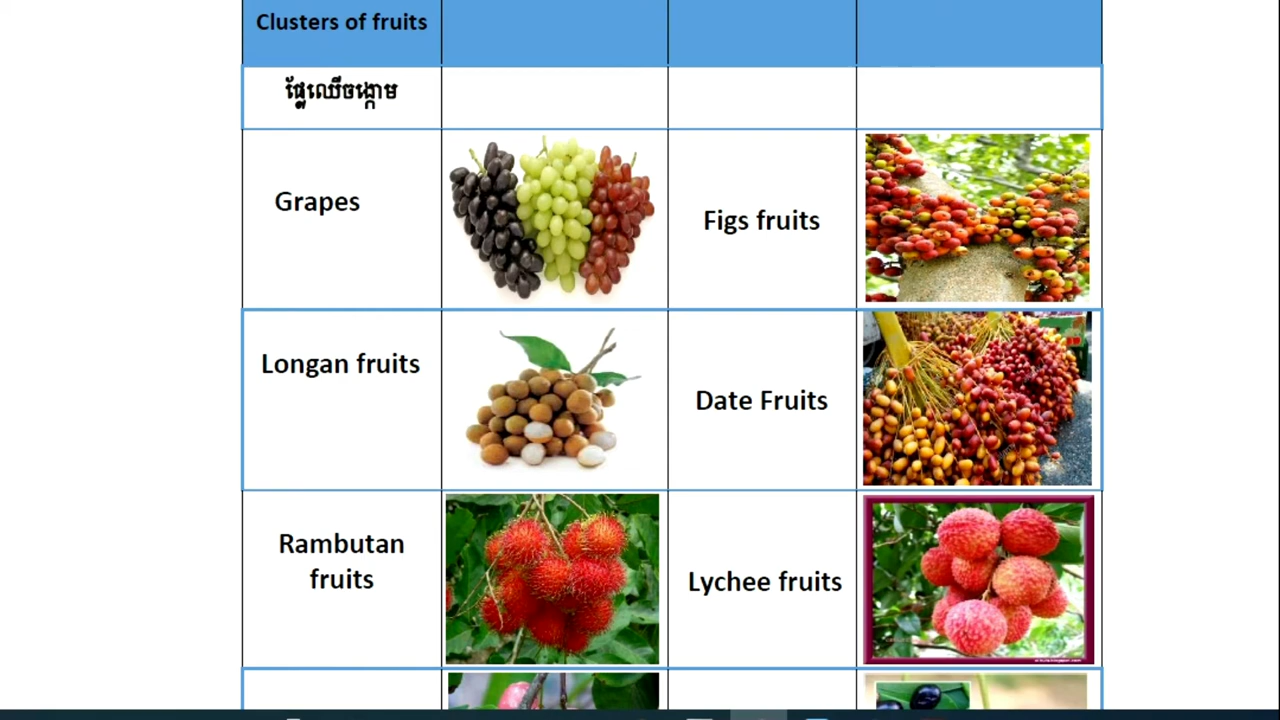 Clusters of fruits
ផ្លែឈើចង្កោម
Grapes
Figs fruits
Longan fruits
Date Fruits
Rambutan
fruits
Lychee fruits